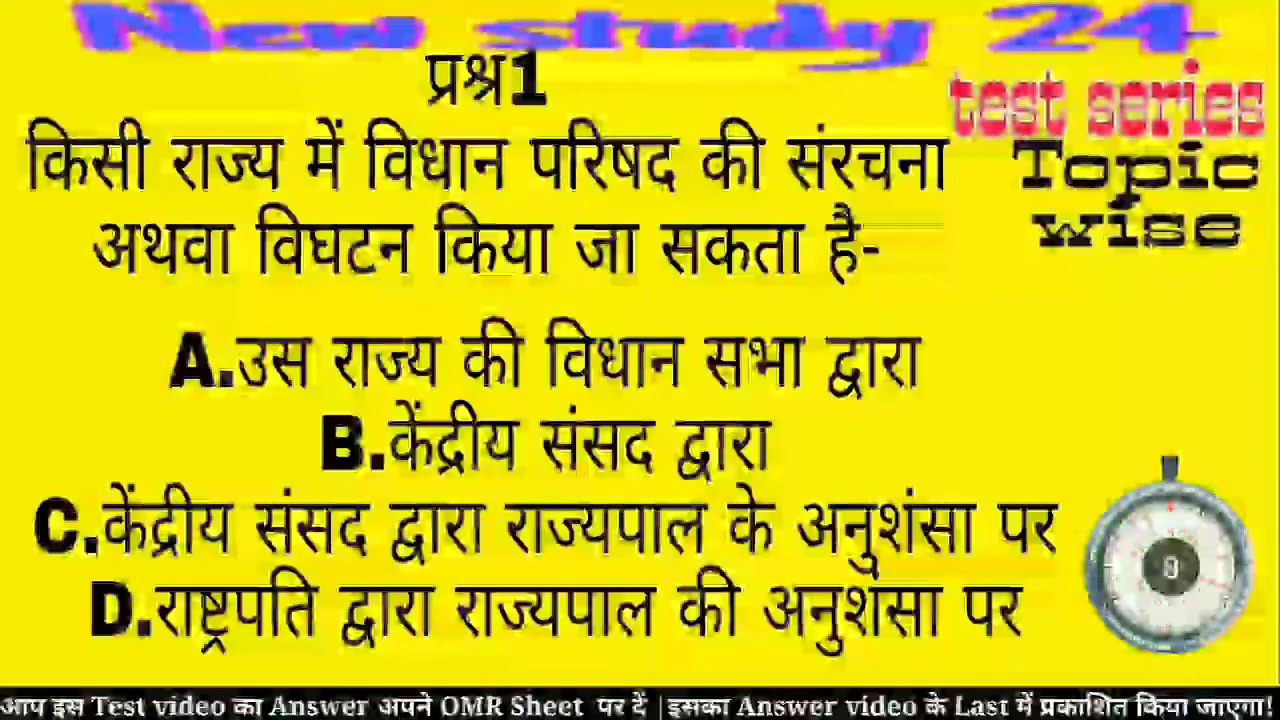 New study 24
प्रश्न1
test series
Topic
wise
किसी राज्य में विधान परिषद की संरचना
अथवा विघटन किया जा सकता है-
A.उस राज्य की विधान सभा द्वारा
B.केंद्रीय संसद द्वारा
C.केंद्रीय संसद द्वारा राज्यपाल के अनुशंसा पर
D.राष्ट्रपति द्वारा राज्यपाल की अनुशंसा पर
0
आप इस Test video का Answer अपने OMR Sheet पर दें |इसका Answer video के Last में प्रकाशित किया जाएगा!